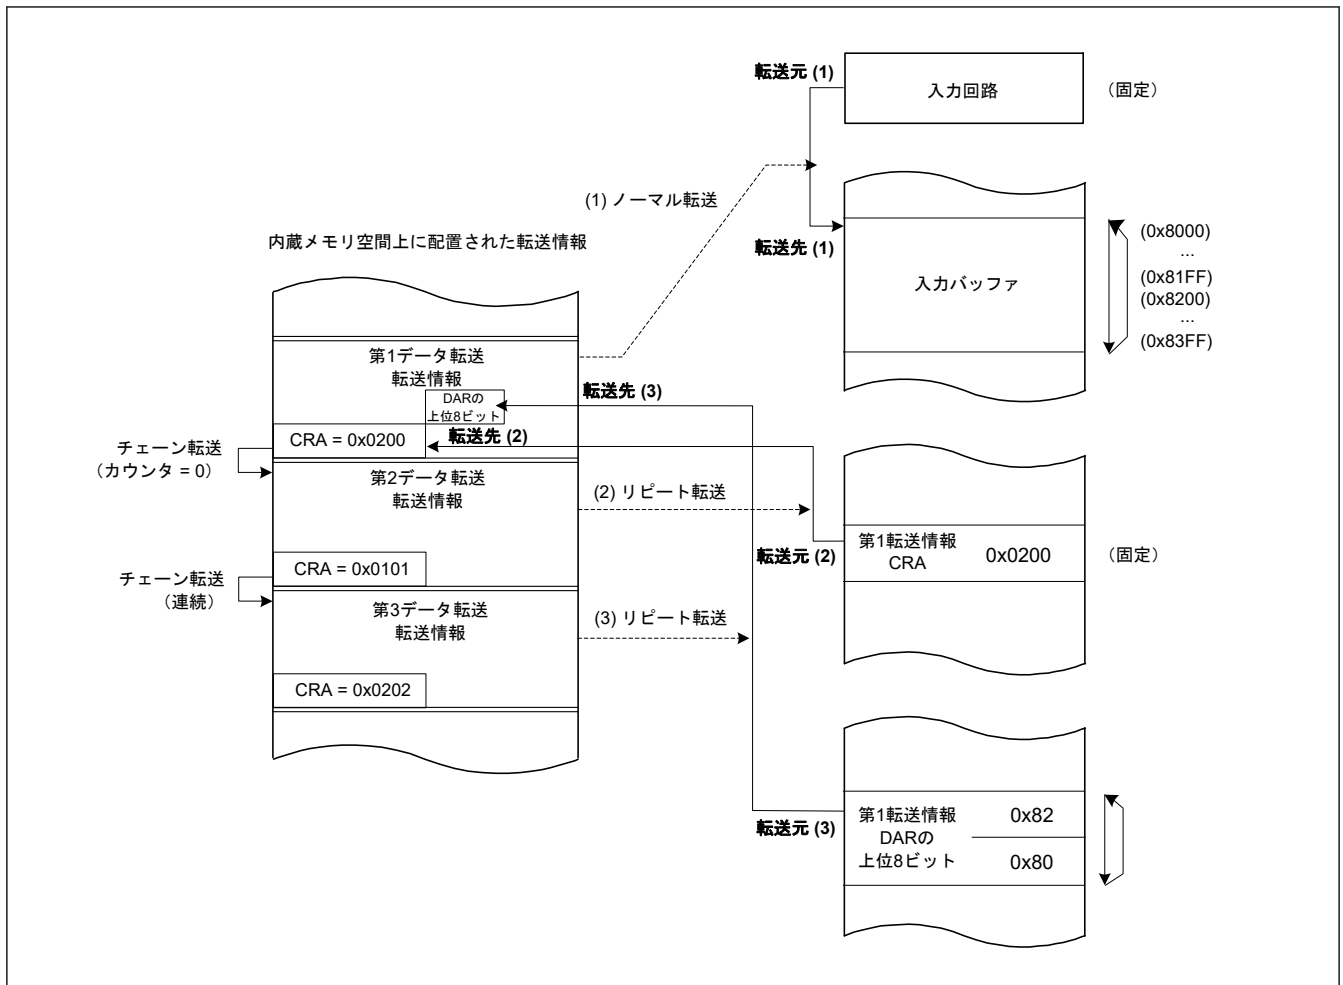 転送元 (1)
入力回路
（固定）
(1) ノーマル転送
内蔵メモリ空間上に配置された転送情報
転送先 (1)
入力バッファ
(0x8000)
...
(0x81FF)
(0x8200)
...
(0x83FF)
第1データ転送
転送情報
DARの
上位8ビット
転送先 (3)
CRA = 0x0200
転送先 (2)
チェーン転送
（カウンタ = 0）
第2データ転送
転送情報
(2) リピート転送
CRA = 0x0101
転送元 (2)
第1転送情報
CRA
0x0200
（固定）
チェーン転送
（連続）
第3データ転送
転送情報
(3) リピート転送
CRA = 0x0202
転送元 (3)
第1転送情報
DARの
上位8ビット
0x82
0x80